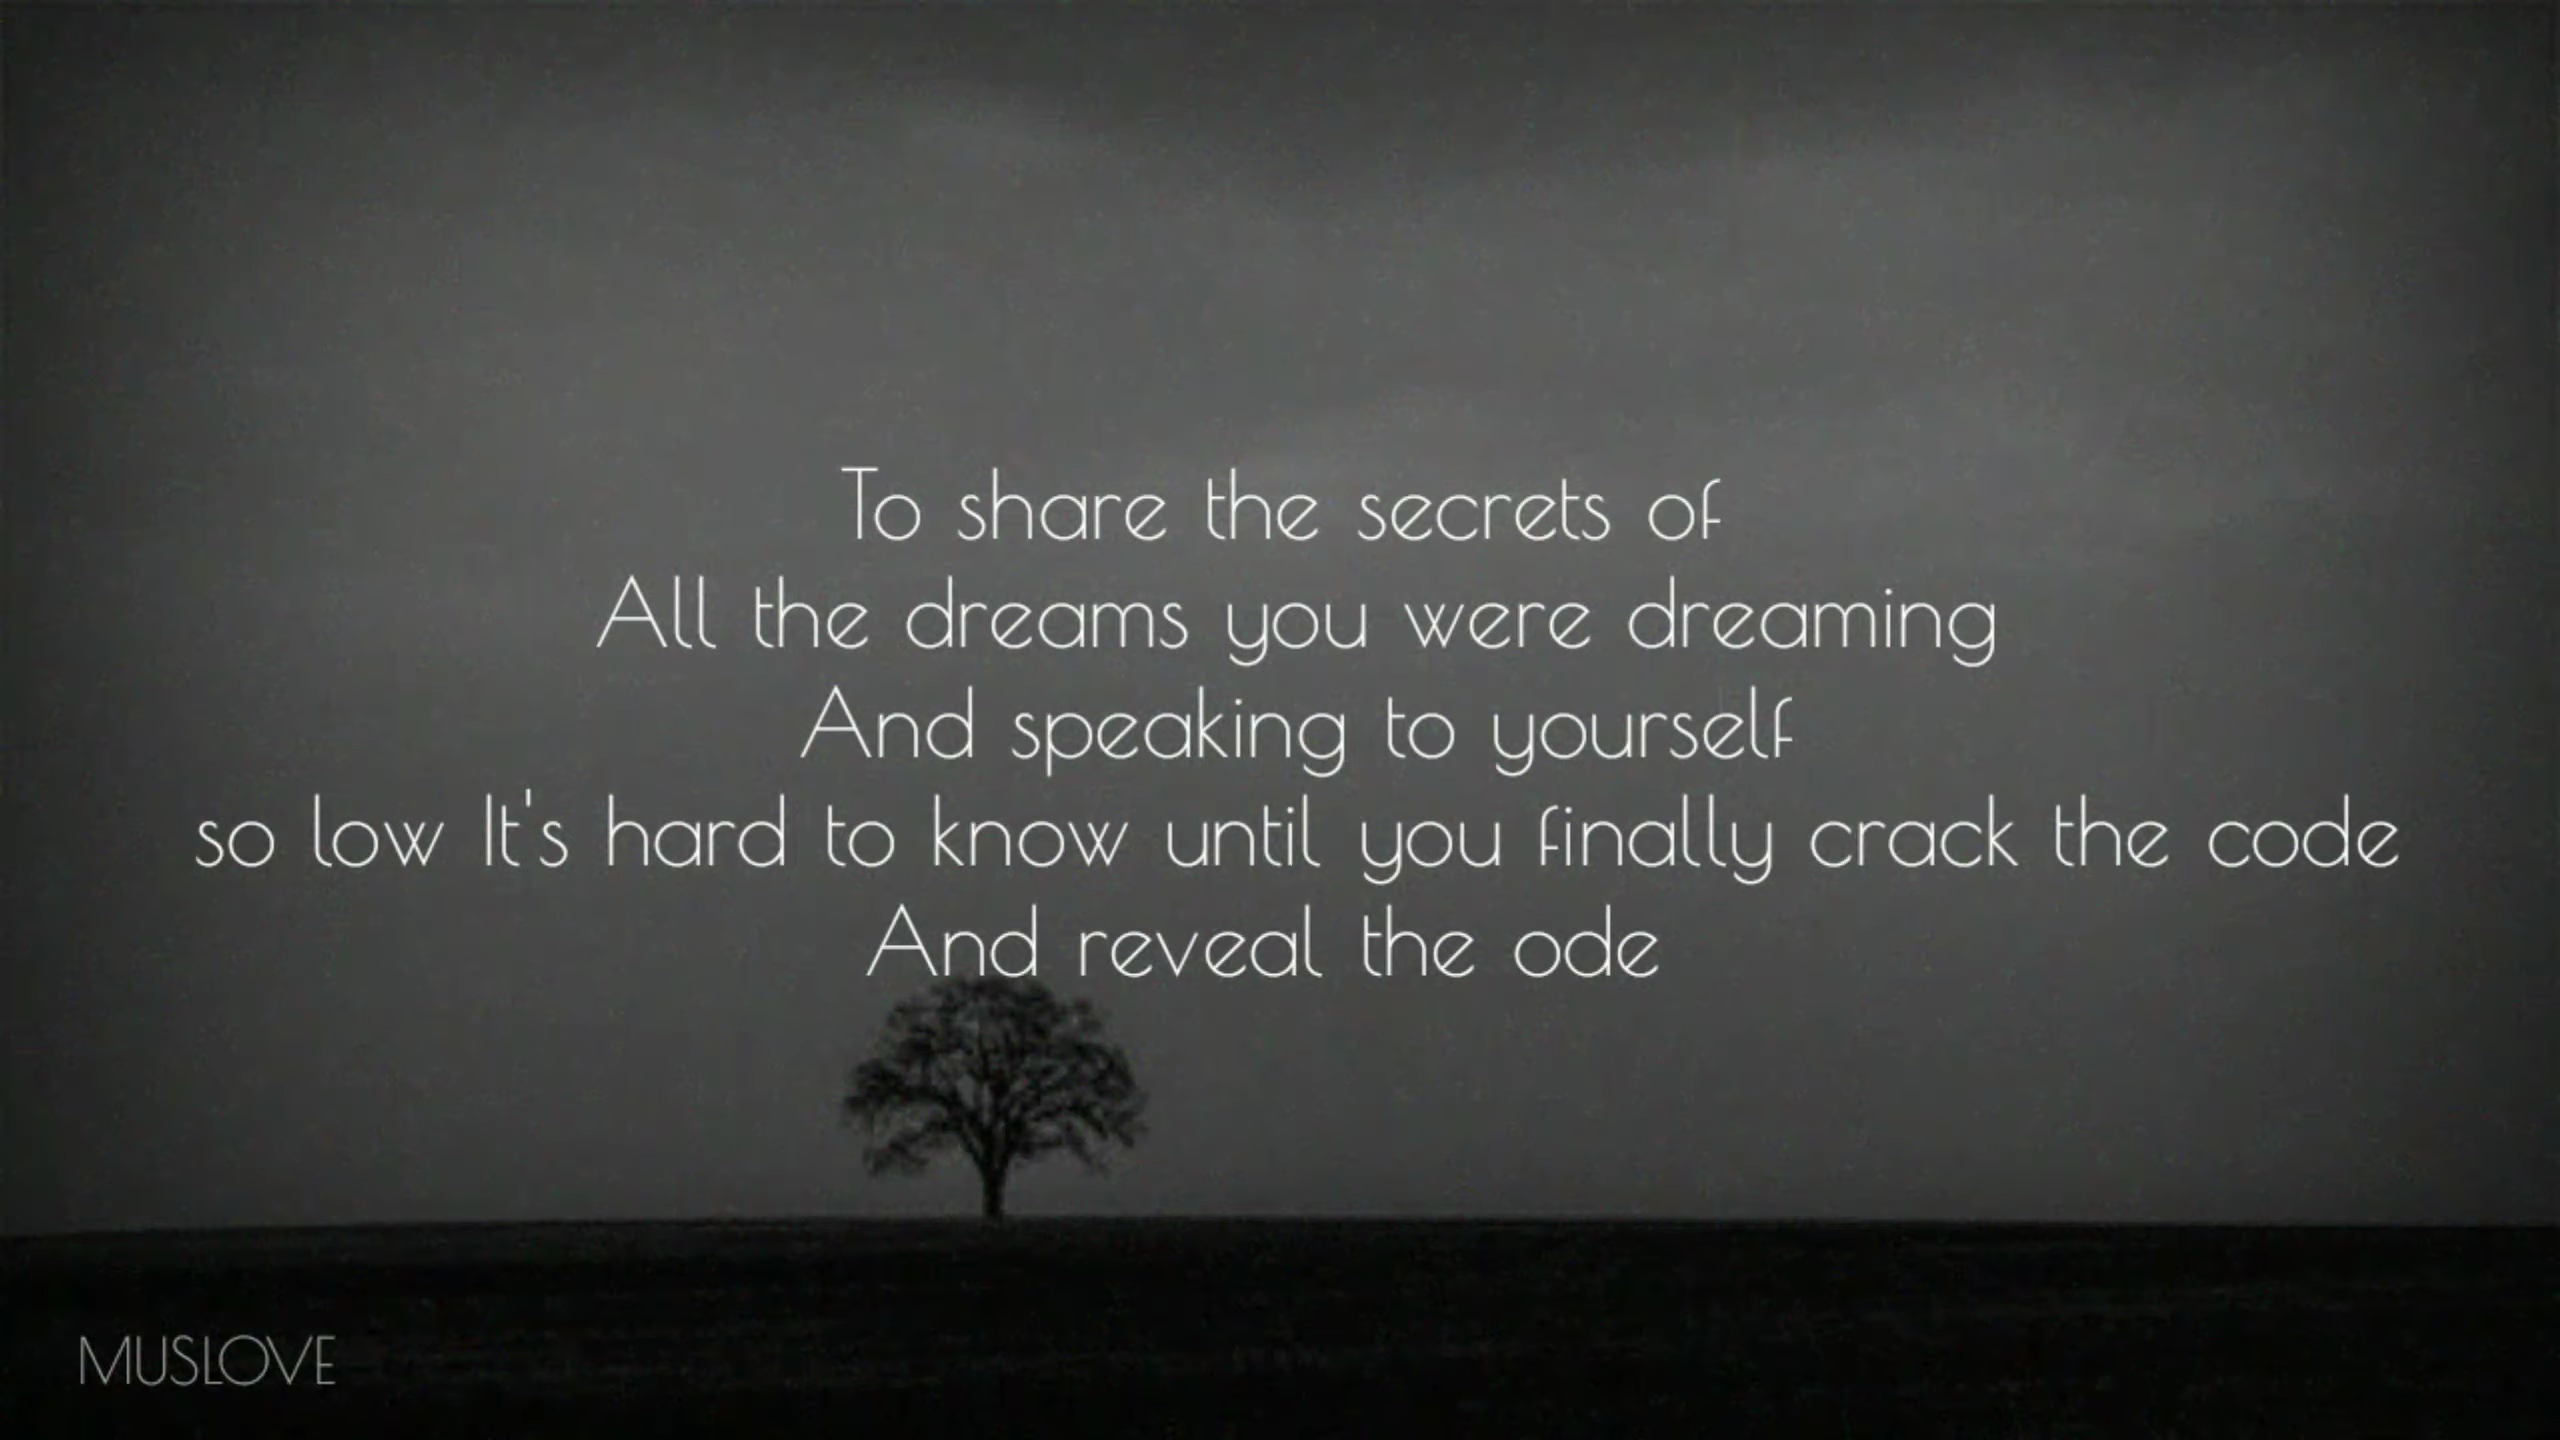 To share the secrets of
All the dreams you were dreaming
And speaking to yourself
so low It's hard to know until you finally crack the code
And reveal the ode
MUSLOVE